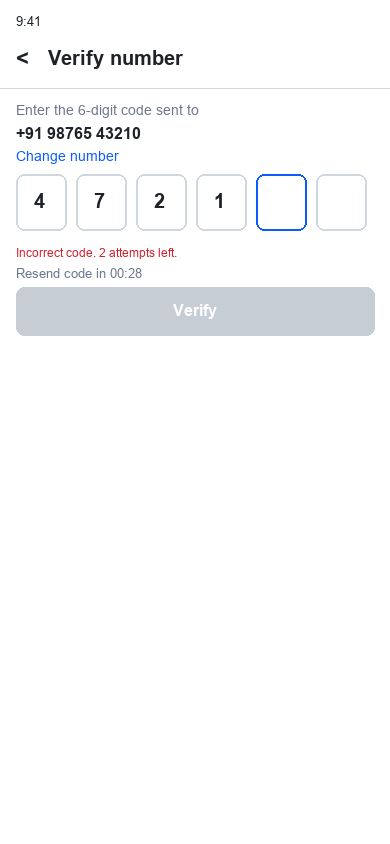 9:41
< Verify number
Enter the 6-digit code sent to
+91 98765 43210
Change number
4 7 2 1
Incorrect code. 2 attempts left.
Resend code in 00:28
Verify